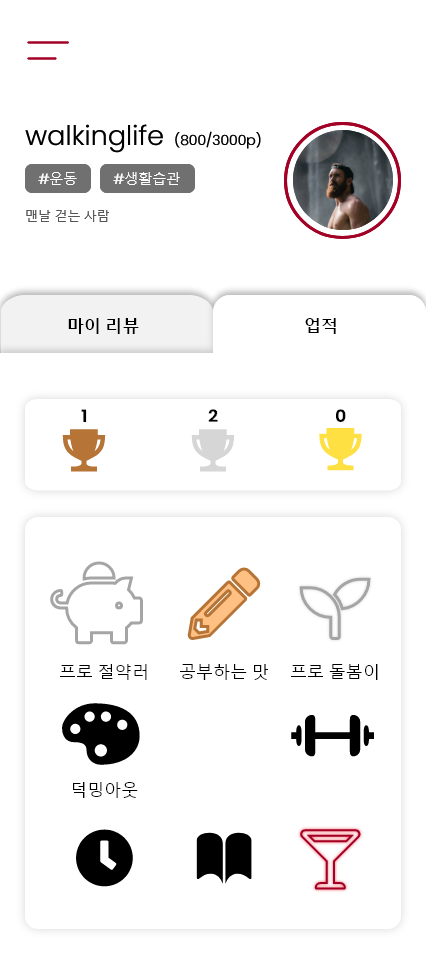 walkinglife (800/3000p)
#운동 #생활습관
맨날 걷는 사람
마이 리뷰 업적
1 2 0
프로 절약러 공부하는 맛 프로 돌봄이
덕밍아웃